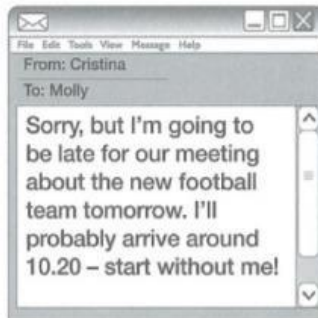 File Edit Tools View Message Help
From: Cristina
To: Molly
Sorry, but I'm going to
be late for our meeting
about the new football
team tomorrow. I'll
probably arrive around
10.20 – start without me!